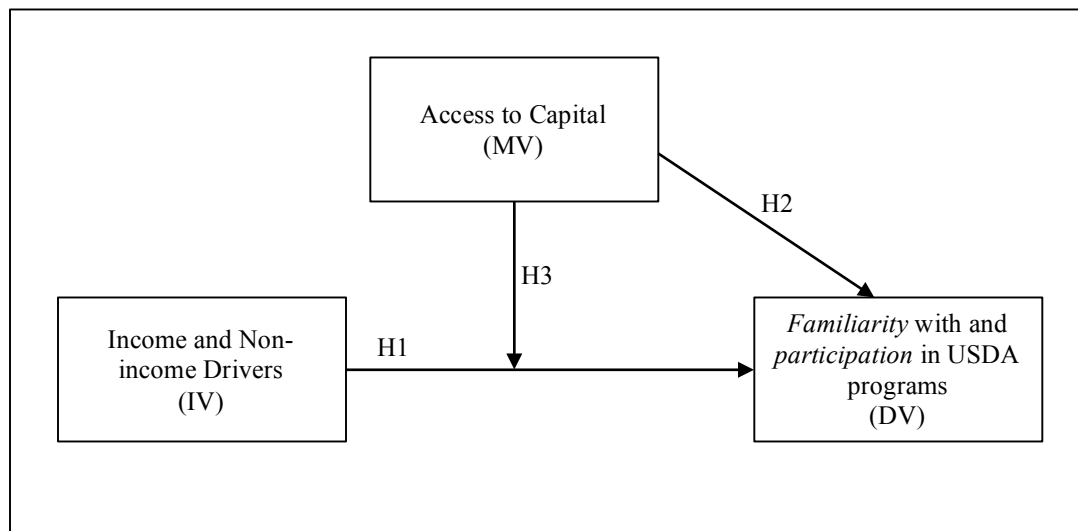 Access to Capital
(MV)
H2
H3
Income and Non-
income Drivers
(IV)
H1
Familiarity with and
participation in USDA
programs
(DV)